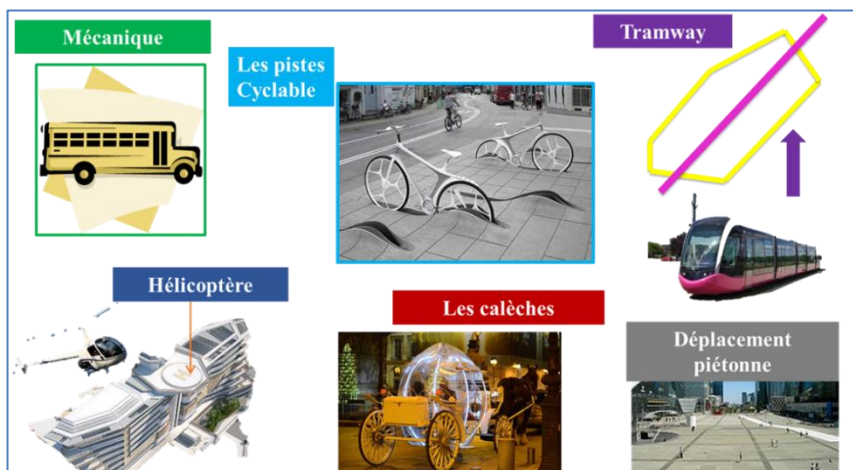 Mécanique
Les pistes
Cyclable
Tramway
Hélicoptère
Les calèches
Déplacement
piétonne